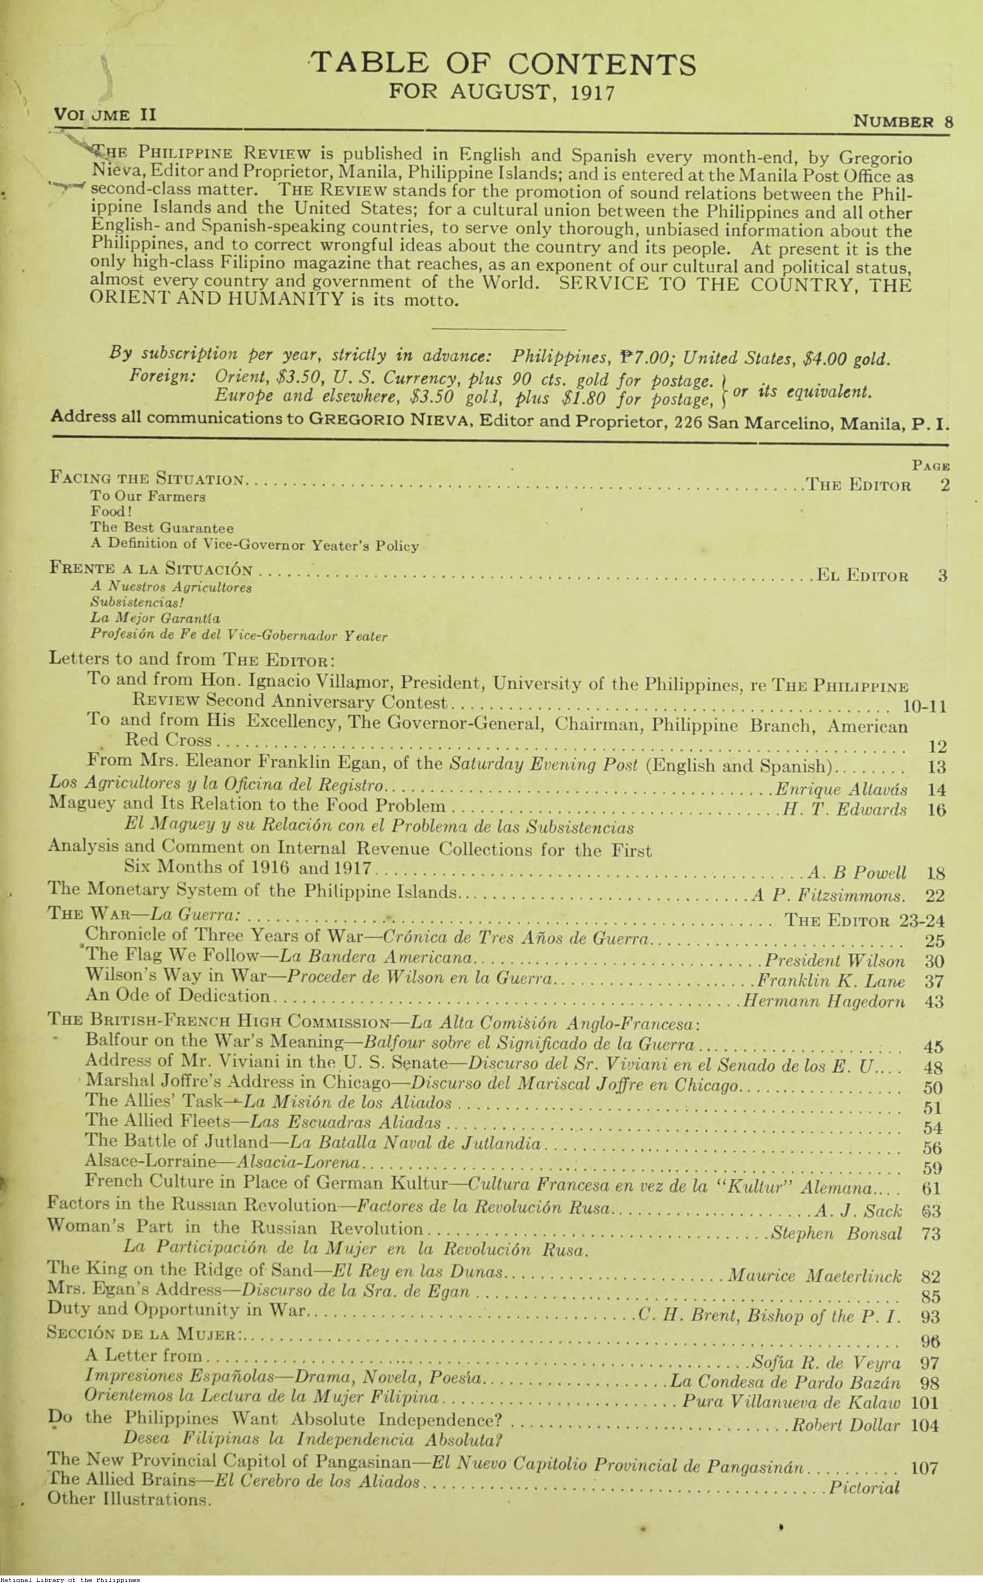 TABLE OF CONTENTS
FOR AUGUST, 1917
VOLUME II
NUMBER 8
THE PHILIPPINE REVIEW is published in English and Spanish every month-end, by Gregorio
Nieva, Editor and Proprietor, Manila, Philippine Islands; and is entered at the Manila Post Office as
second-class matter. THE REVIEW stands for the promotion of sound relations between the Phil-
ippine Islands and the United States; for a cultural union between the Philippines and all other
English- and Spanish-speaking countries, to serve only thorough, unbiased information about the
Philippines, and to correct wrongful ideas about the country and its people. At present it is the
only high-class Filipino magazine that reaches, as an exponent of our cultural and political status,
almost every country and government of the World. SERVICE TO THE COUNTRY, THE
ORIENT AND HUMANITY is its motto.
By subscription per year, strictly in advance: Philippines, ₱7.00; United States, $4.00 gold.
Foreign: Orient, $3.50, U. S. Currency, plus 90 cts. gold for postage. }
Europe and elsewhere, $3.50 gold, plus $1.80 for postage, } or its equivalent.
Address all communications to GREGORIO NIEVA, Editor and Proprietor, 226 San Marcelino, Manila, P. I.
PAGE
FACING THE SITUATION..........THE EDITOR 2
To Our Farmers
Food!
The Best Guarantee
A Definition of Vice-Governor Yeater's Policy
FRENTE A LA SITUACIÓN..........EL EDITOR 3
A Nuestros Agricultores
Subsistencias!
La Mejor Garantía
Profesión de Fe del Vice-Gobernador Yeater
Letters to and from THE EDITOR:
To and from Hon. Ignacio Villamor, President, University of the Philippines, re THE PHILIPPINE
REVIEW Second Anniversary Contest.......... 10-11
To and from His Excellency, The Governor-General, Chairman, Philippine Branch, American
Red Cross.......... 12
From Mrs. Eleanor Franklin Egan, of the Saturday Evening Post (English and Spanish)........ 13
Los Agricultores y la Oficina del Registro..........Enrique Altavás 14
Maguey and Its Relation to the Food Problem..........H. T. Edwards 16
El Maguey y su Relación con el Problema de las Subsistencias
Analysis and Comment on Internal Revenue Collections for the First
Six Months of 1916 and 1917..........A. B Powell 18
The Monetary System of the Philippine Islands..........A P. Fitzsimmons. 22
THE WAR—La Guerra:..........THE EDITOR 23-24
Chronicle of Three Years of War—Crónica de Tres Años de Guerra.......... 25
The Flag We Follow—La Bandera Americana..........President Wilson 30
Wilson's Way in War—Proceder de Wilson en la Guerra..........Franklin K. Lane 37
An Ode of Dedication..........Hermann Hagedorn 43
THE BRITISH-FRENCH HIGH COMMISSION—La Alta Comisión Anglo-Francesa:
Balfour on the War's Meaning—Balfour sobre el Significado de la Guerra.......... 45
Address of Mr. Viviani in the U. S. Senate—Discurso del Sr. Viviani en el Senado de los E. U.... 48
Marshal Joffre's Address in Chicago—Discurso del Mariscal Joffre en Chicago.......... 50
The Allies' Task—La Misión de los Aliados.......... 51
The Allied Fleets—Las Escuadras Aliadas.......... 54
The Battle of Jutland—La Batalla Naval de Jutlandia.......... 56
Alsace-Lorraine—Alsacia-Lorena.......... 59
French Culture in Place of German Kultur—Cultura Francesa en vez de la "Kultur" Alemana.... 61
Factors in the Russian Revolution—Factores de la Revolución Rusa..........A. J. Sack 63
Woman's Part in the Russian Revolution..........Stephen Bonsal 73
La Participación de la Mujer en la Revolución Rusa.
The King on the Ridge of Sand—El Rey en las Dunas..........Maurice Maeterlinck 82
Mrs. Egan's Address—Discurso de la Sra. de Egan.......... 85
Duty and Opportunity in War..........C. H. Brent, Bishop of the P. I. 93
SECCIÓN DE LA MUJER:.......... 96
A Letter from..........Sofía R. de Veyra 97
Impresiones Españolas—Drama, Novela, Poesía..........La Condesa de Pardo Bazán 98
Orientemos la Lectura de la Mujer Filipina..........Pura Villanueva de Kalaw 101
Do the Philippines Want Absolute Independence?..........Robert Dollar 104
Desea Filipinas la Independencia Absoluta?
The New Provincial Capitol of Pangasinan—El Nuevo Capitolio Provincial de Pangasinán.......... 107
The Allied Brains—El Cerebro de los Aliados..........Pictorial
Other Illustrations.
National Library of the Philippines